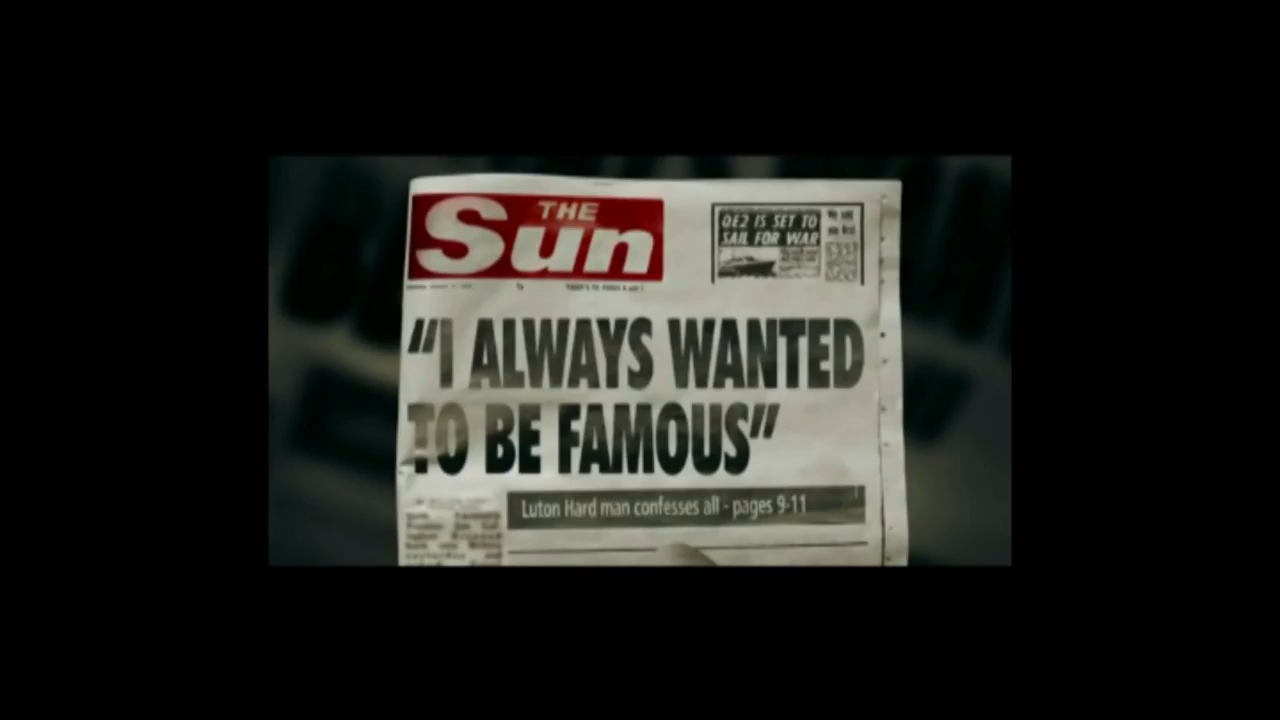 THE
Sun
QE2 IS SET TO
SAIL FOR WAR
"I ALWAYS WANTED
TO BE FAMOUS"
Luton Hard man confesses all - pages 9-11